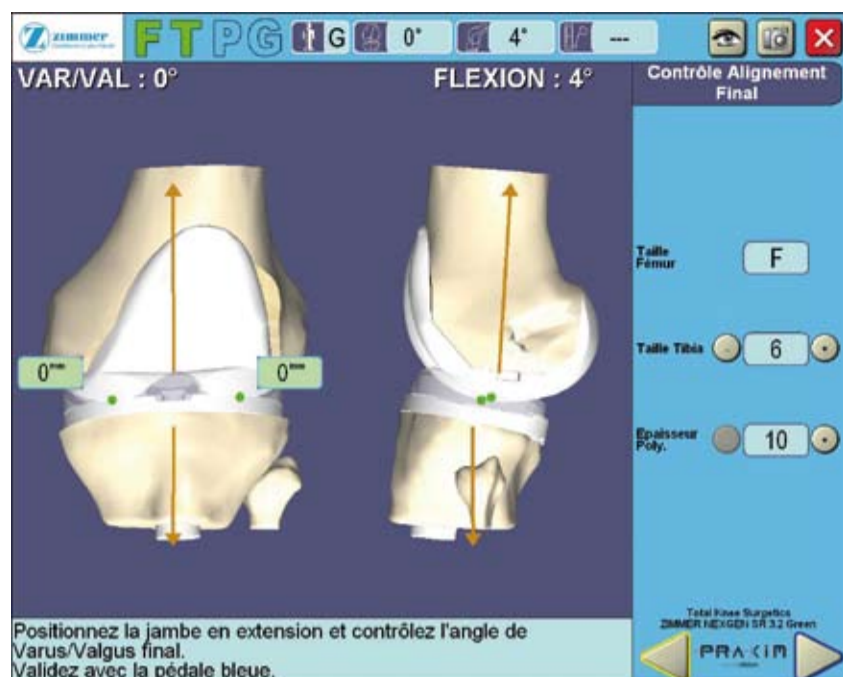 zimmer
F T P G G 0° 4° ---
VAR/VAL : 0°
FLEXION : 4°
Contrôle Alignement
Final
Taille
Fémur
F
Taille Tibia
6
0mm
0mm
Epaisseur
Poly.
10
Total Knee Surgetics
ZIMMER NEXGEN SR 3.2 Green
PRAXIM
Positionnez la jambe en extension et contrôlez l'angle de
Varus/Valgus final.
Validez avec la pédale bleue.